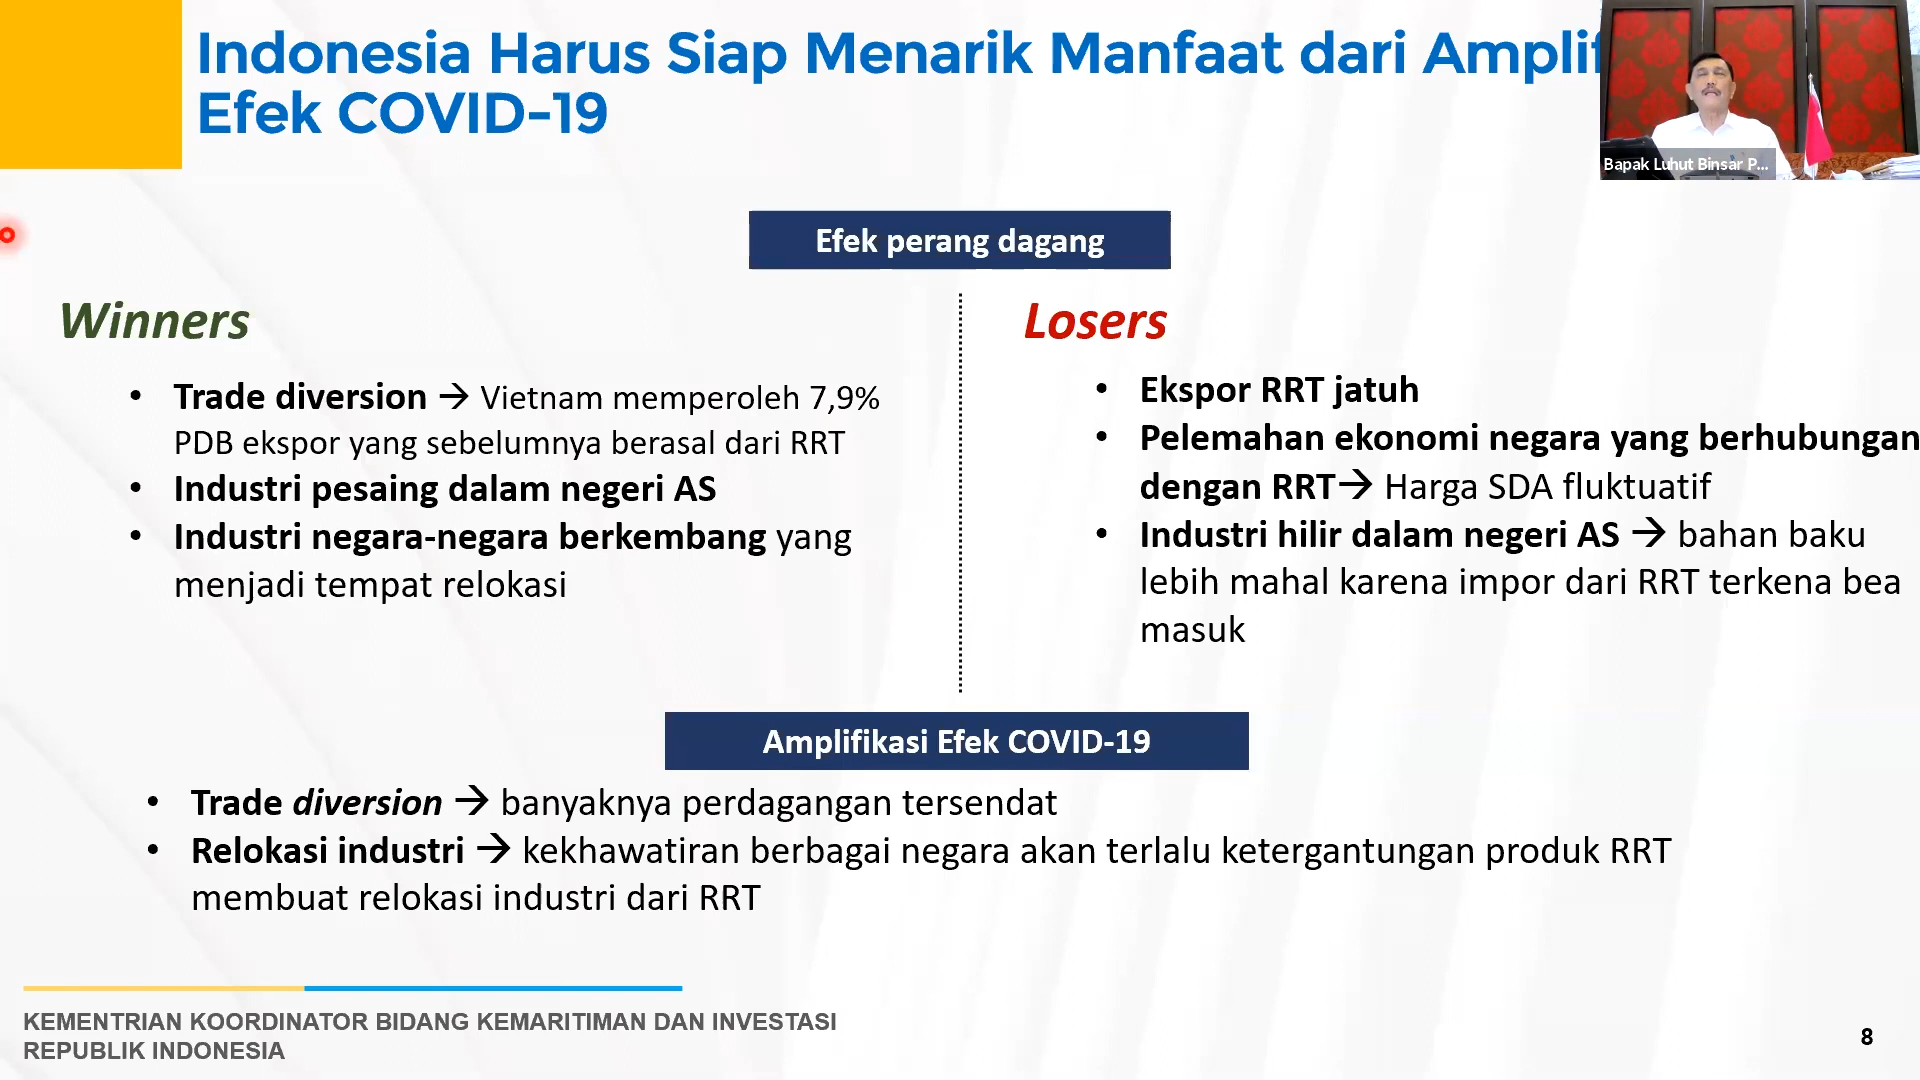 Indonesia Harus Siap Menarik Manfaat dari Amplif
Efek COVID-19
Bapak Luhut Binsar P...
Efek perang dagang
Winners
• Trade diversion → Vietnam memperoleh 7,9%
PDB ekspor yang sebelumnya berasal dari RRT
• Industri pesaing dalam negeri AS
• Industri negara-negara berkembang yang
menjadi tempat relokasi
Losers
• Ekspor RRT jatuh
• Pelemahan ekonomi negara yang berhubungan
dengan RRT→ Harga SDA fluktuatif
• Industri hilir dalam negeri AS → bahan baku
lebih mahal karena impor dari RRT terkena bea
masuk
Amplifikasi Efek COVID-19
• Trade diversion → banyaknya perdagangan tersendat
• Relokasi industri → kekhawatiran berbagai negara akan terlalu ketergantungan produk RRT
membuat relokasi industri dari RRT
KEMENTRIAN KOORDINATOR BIDANG KEMARITIMAN DAN INVESTASI
REPUBLIK INDONESIA
8